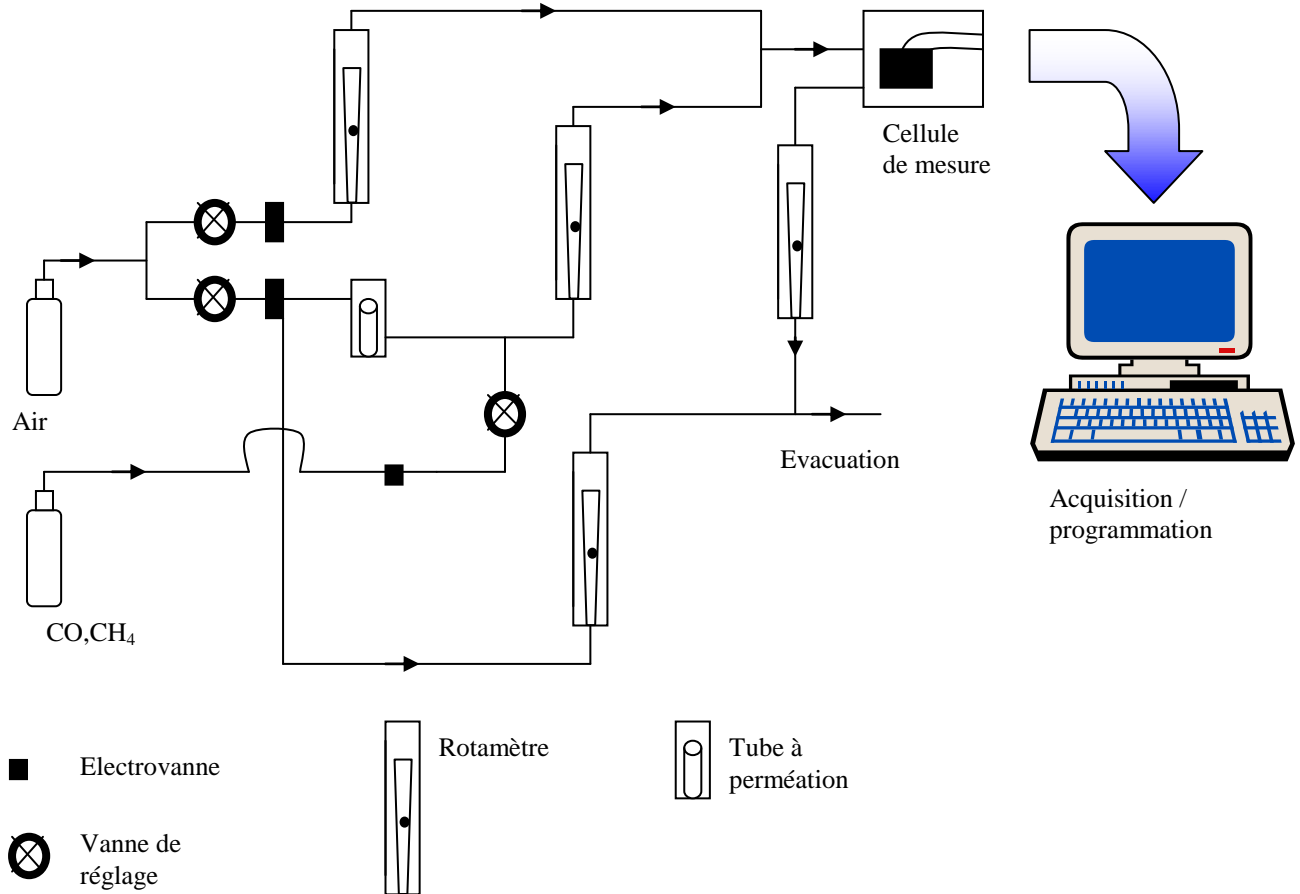 Cellule
de mesure
Air
Evacuation
Acquisition /
programmation
CO,CH₄
Rotamètre
Tube à
perméation
Electrovanne
Vanne de
réglage